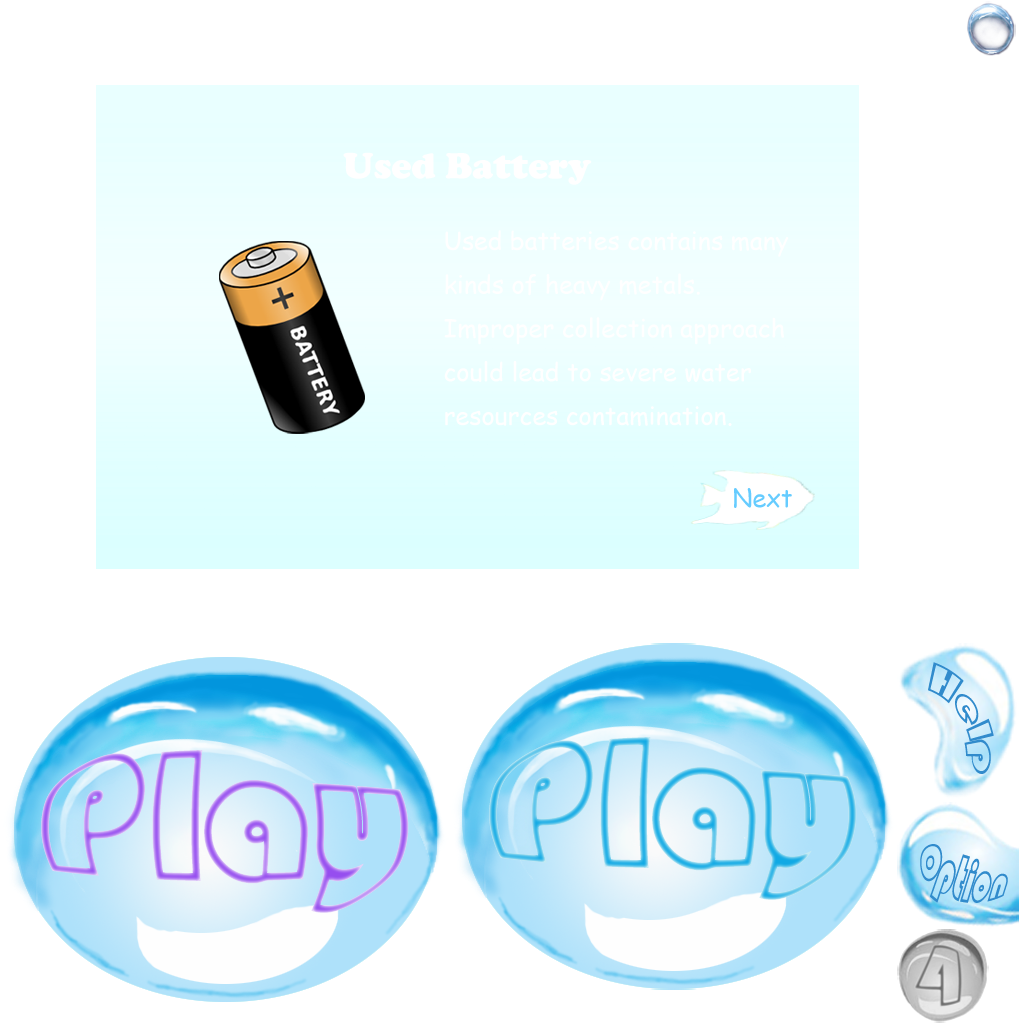 Used Battery
Used batteries contains many
kinds of heavy metals.
Improper collection approach
could lead to severe water
resources contamination.
+
BATTERY
Next
Play
Play
Help
Option
4